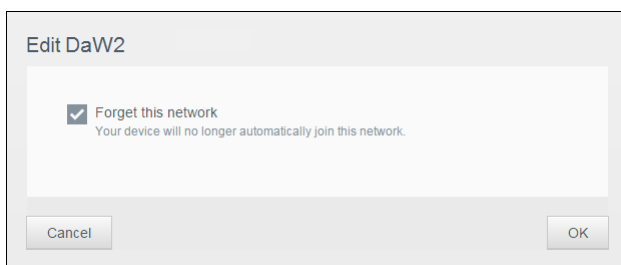 Edit DaW2
Forget this network
Your device will no longer automatically join this network.
Cancel
OK